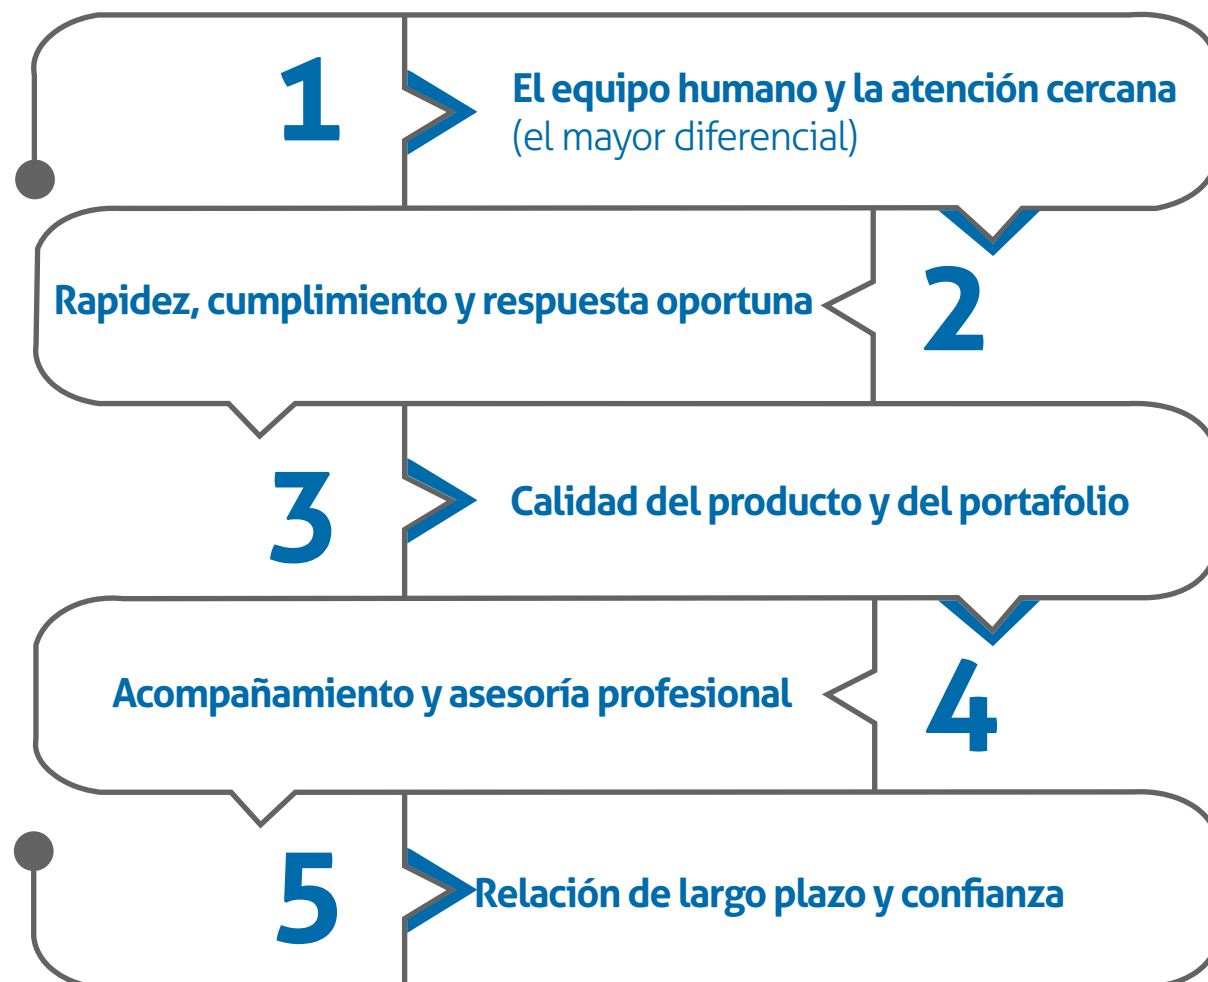 1
El equipo humano y la atención cercana
(el mayor diferencial)
Rapidez, cumplimiento y respuesta oportuna
2
3
Calidad del producto y del portafolio
Acompañamiento y asesoría profesional
4
5
Relación de largo plazo y confianza